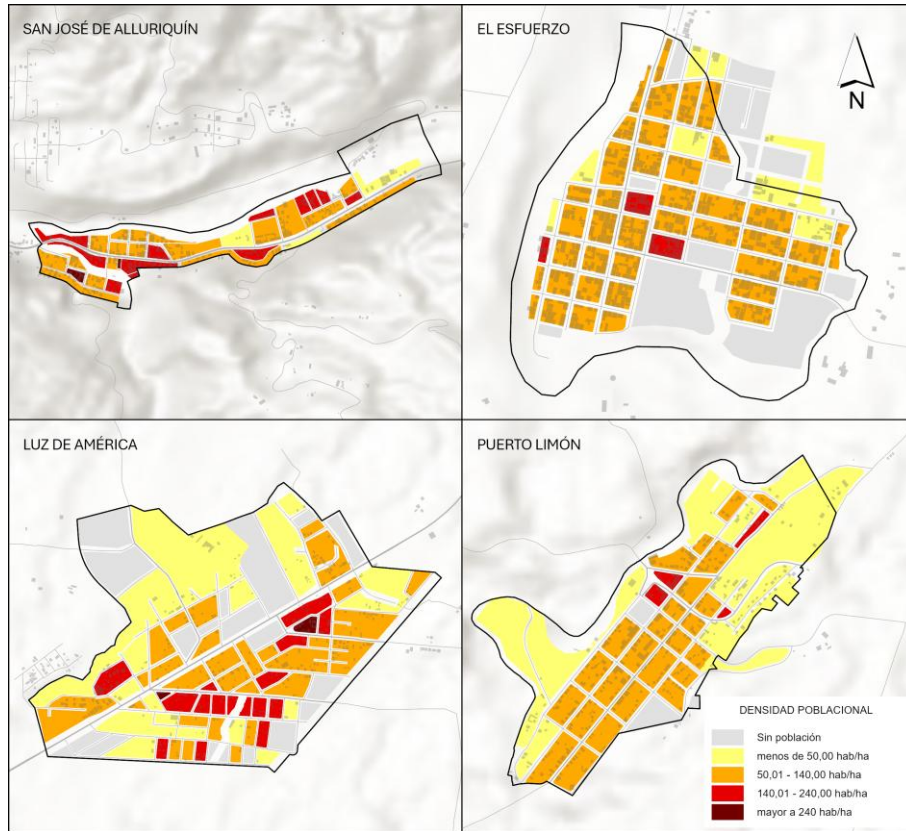 SAN JOSÉ DE ALLURIQUÍN
EL ESFUERZO
N
LUZ DE AMÉRICA
PUERTO LIMÓN
DENSIDAD POBLACIONAL
Sin población
menos de 50,00 hab/ha
50,01 - 140,00 hab/ha
140,01 - 240,00 hab/ha
mayor a 240 hab/ha